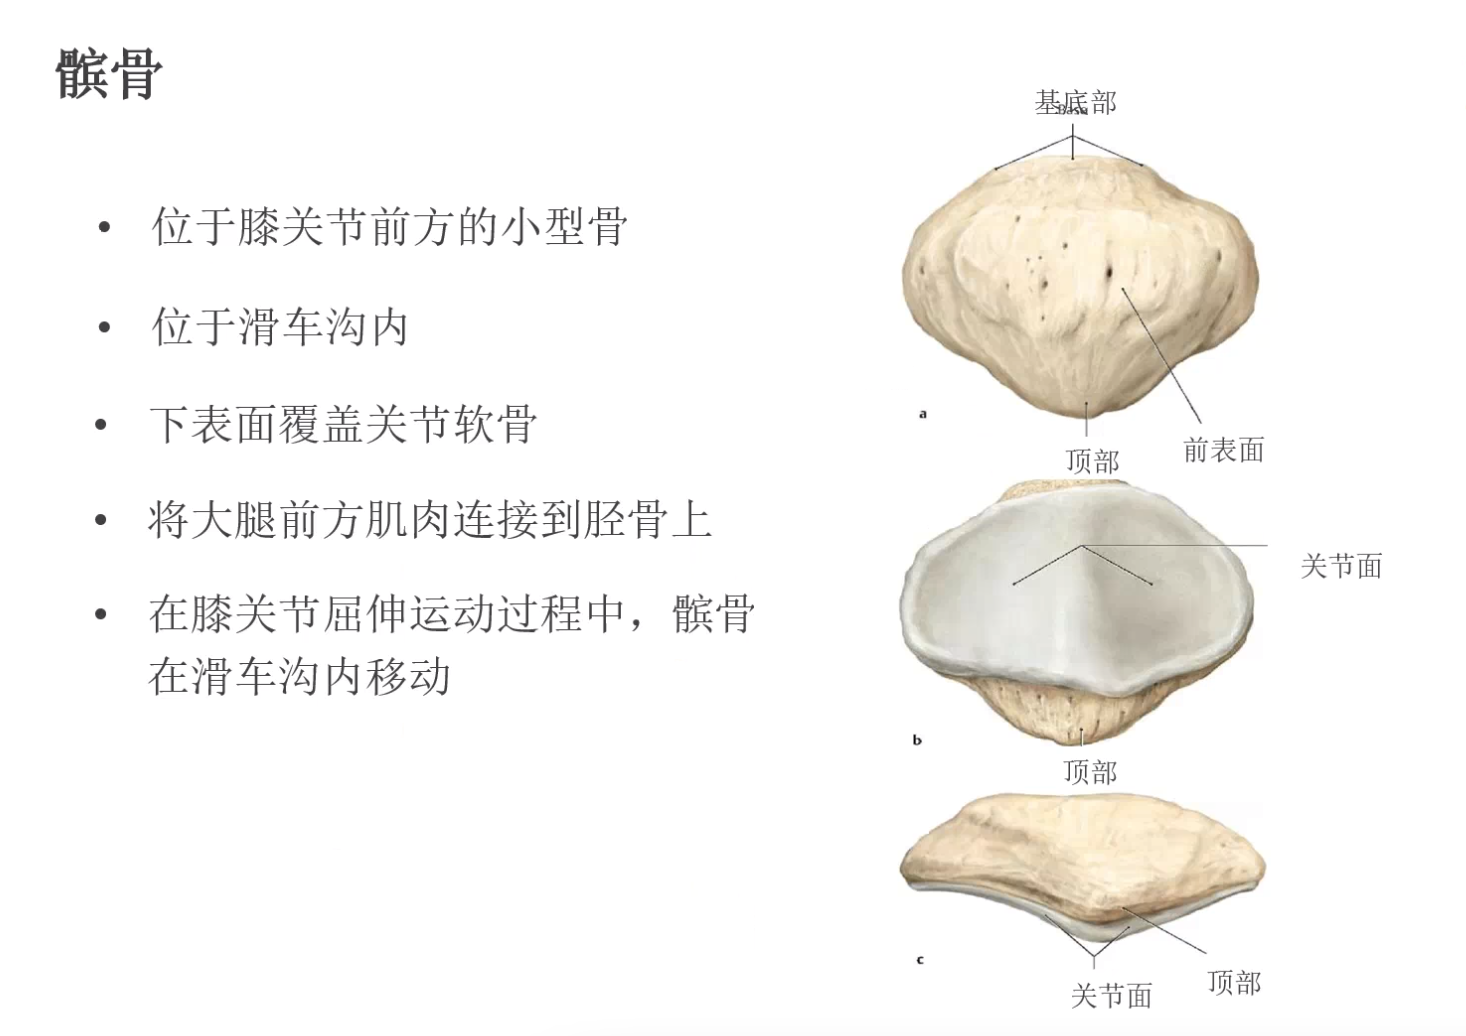 髌骨
• 位于膝关节前方的小型骨
• 位于滑车沟内
• 下表面覆盖关节软骨
• 将大腿前方肌肉连接到胫骨上
• 在膝关节屈伸运动过程中，髌骨
在滑车沟内移动
基底部
Base
a
顶部
前表面
关节面
b
顶部
c
关节面
顶部